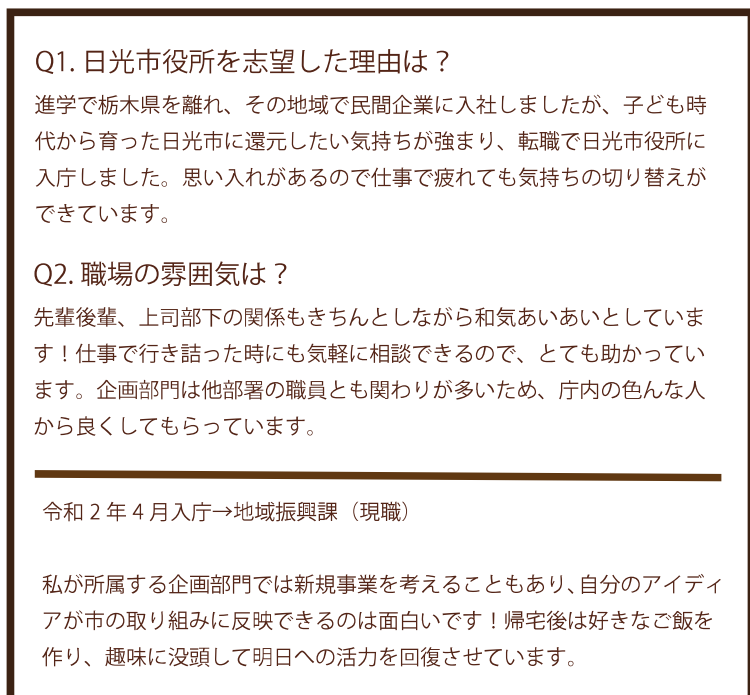 Q1. 日光市役所を志望した理由は？
進学で栃木県を離れ、その地域で民間企業に入社しましたが、子ども時
代から育った日光市に還元したい気持ちが強まり、転職で日光市役所に
入庁しました。思い入れがあるので仕事で疲れても気持ちの切り替えが
できています。
Q2. 職場の雰囲気は？
先輩後輩、上司部下の関係もきちんとしながら和気あいあいとしていま
す！仕事で行き詰った時にも気軽に相談できるので、とても助かってい
ます。企画部門は他部署の職員とも関わりが多いため、庁内の色んな人
から良くしてもらっています。
令和 2 年 4 月入庁→地域振興課（現職）
私が所属する企画部門では新規事業を考えることもあり、自分のアイディ
アが市の取り組みに反映できるのは面白いです！帰宅後は好きなご飯を
作り、趣味に没頭して明日への活力を回復させています。